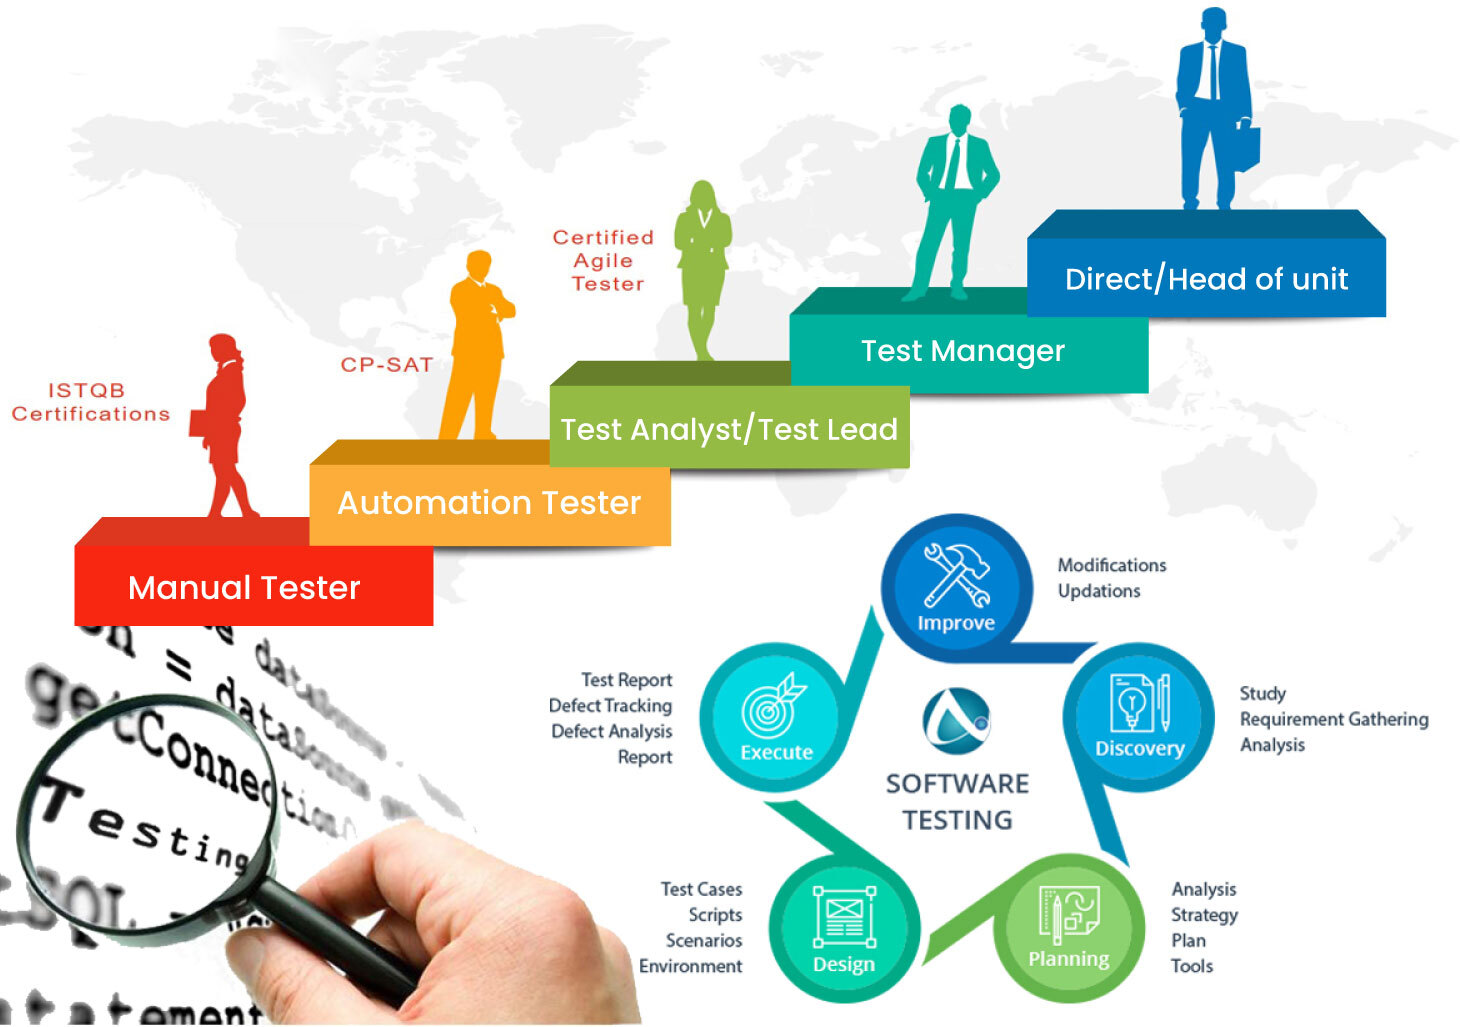 Certified
Agile
Tester
Direct/Head of unit
Test Manager
CP-SAT
ISTQB
Certifications
Test Analyst/Test Lead
Automation Tester
Manual Tester
Improve
Modifications
Updations
Test Report
Defect Tracking
Defect Analysis
Report
Execute
Discovery
Study
Requirement Gathering
Analysis
SOFTWARE
TESTING
Test Cases
Scripts
Scenarios
Environment
Design
Planning
Analysis
Strategy
Plan
Tools
= dataSource
getConnection
Testing
SQL
tatement